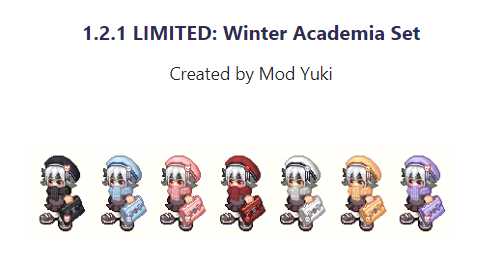 1.2.1 LIMITED: Winter Academia Set
Created by Mod Yuki